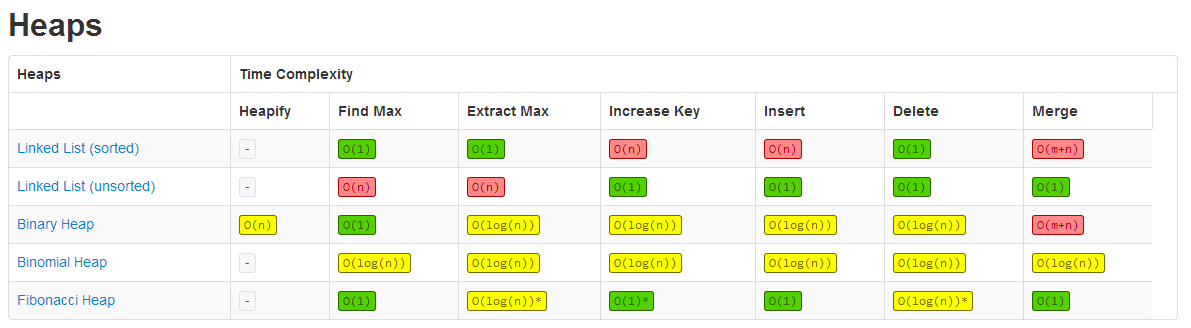 Heaps
Heaps Time Complexity
Heapify Find Max Extract Max Increase Key Insert Delete Merge
Linked List (sorted) - O(1) O(1) O(n) O(n) O(1) O(m+n)
Linked List (unsorted) - O(n) O(n) O(1) O(1) O(1) O(1)
Binary Heap O(n) O(1) O(log(n)) O(log(n)) O(log(n)) O(log(n)) O(m+n)
Binomial Heap - O(log(n)) O(log(n)) O(log(n)) O(log(n)) O(log(n)) O(log(n))
Fibonacci Heap - O(1) O(log(n))* O(1)* O(1) O(log(n))* O(1)